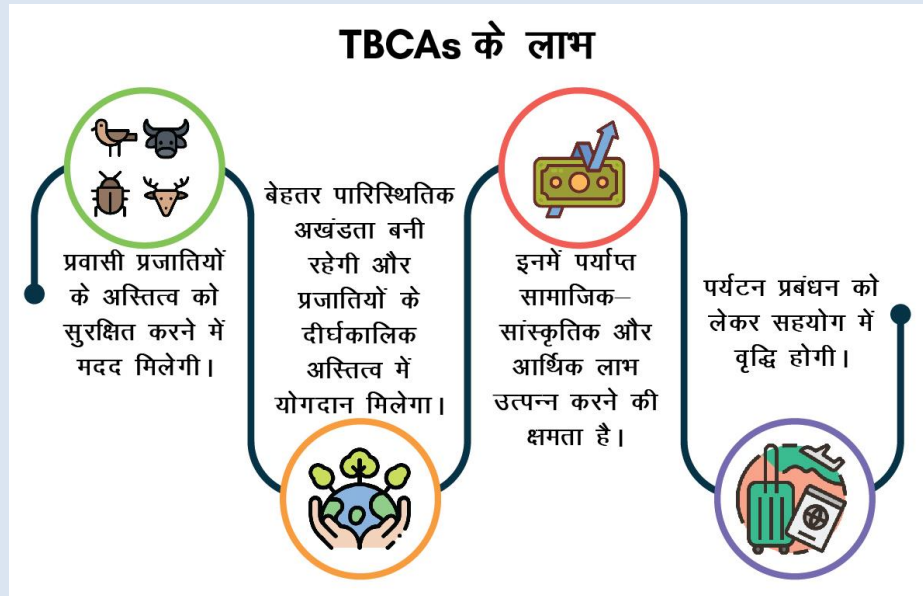 TBCAs के लाभ
प्रवासी प्रजातियों
के अस्तित्व को
सुरक्षित करने में
मदद मिलेगी।
बेहतर पारिस्थितिक
अखंडता बनी
रहेगी और
प्रजातियों के
दीर्घकालिक
अस्तित्व में
योगदान मिलेगा।
इनमें पर्याप्त
सामाजिक–
सांस्कृतिक और
आर्थिक लाभ
उत्पन्न करने की
क्षमता है।
पर्यटन प्रबंधन को
लेकर सहयोग में
वृद्धि होगी।